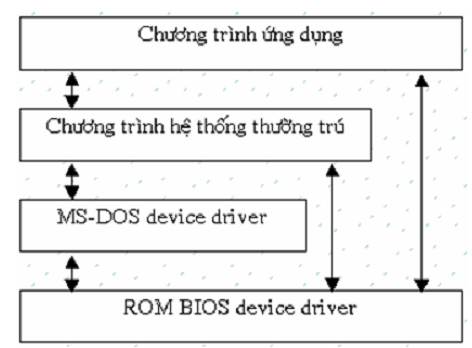 Chương trình ứng dụng
Chương trình hệ thống thường trú
MS-DOS device driver
ROM BIOS device driver